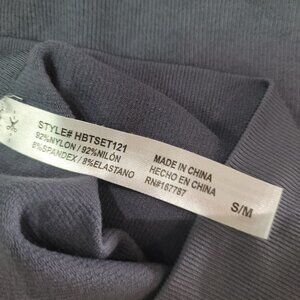 STYLE# HBTSET121
92%NYLON / 92%NILÓN
8%SPANDEX / 8%ELASTANO
MADE IN CHINA
HECHO EN CHINA
RN#167787
S/M